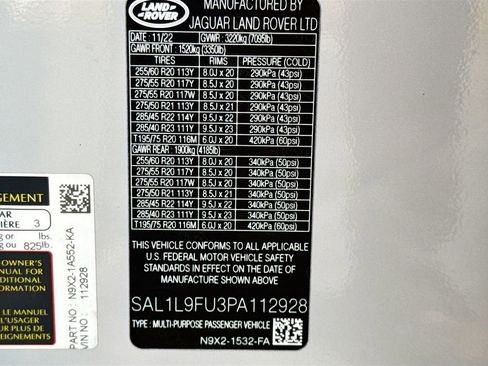 LAND ROVER
MANUFACTURED BY
JAGUAR LAND ROVER LTD
DATE : 11/22 GVWR: 3220kg (7095lb)
GAWR FRONT: 1520kg (3350lb)
TIRES RIMS PRESSURE (COLD)
255/60 R20 113Y 8.0J x 20 290kPa (43psi)
275/55 R20 117Y 8.5J x 20 290kPa (43psi)
275/55 R20 117W 8.5J x 20 290kPa (43psi)
275/50 R21 113Y 8.5J x 21 290kPa (43psi)
285/45 R22 114Y 9.5J x 22 290kPa (43psi)
285/40 R23 111Y 9.5J x 23 290kPa (43psi)
T195/75 R20 116M 6.0J x 20 420kPa (60psi)
GAWR REAR: 1900kg (4185lb)
255/60 R20 113Y 8.0J x 20 340kPa (50psi)
275/55 R20 117Y 8.5J x 20 340kPa (50psi)
275/55 R20 117W 8.5J x 20 340kPa (50psi)
275/50 R21 113Y 8.5J x 21 340kPa (50psi)
285/45 R22 114Y 9.5J x 22 340kPa (50psi)
285/40 R23 111Y 9.5J x 23 340kPa (50psi)
T195/75 R20 116M 6.0J x 20 420kPa (60psi)
THIS VEHICLE CONFORMS TO ALL APPLICABLE
U.S. FEDERAL MOTOR VEHICLE SAFETY STANDARDS
IN EFFECT ON THE DATE OF
MANUFACTURE SHOWN ABOVE.
SAL1L9FU3PA112928
TYPE: MULTI-PURPOSE PASSENGER VEHICLE
N9X2-1532-FA
GEMENT
AR
IÈRE 3
g or lbs.
g ou 825lb.
OWNER'S
MANUAL FOR
ADDITIONAL
FORMATION
LE MANUEL
L'USAGER
OUR PLUS DE
SEIGNEMENTS
PART NO : N9X2-1A552-KA
VIN NO : 112928